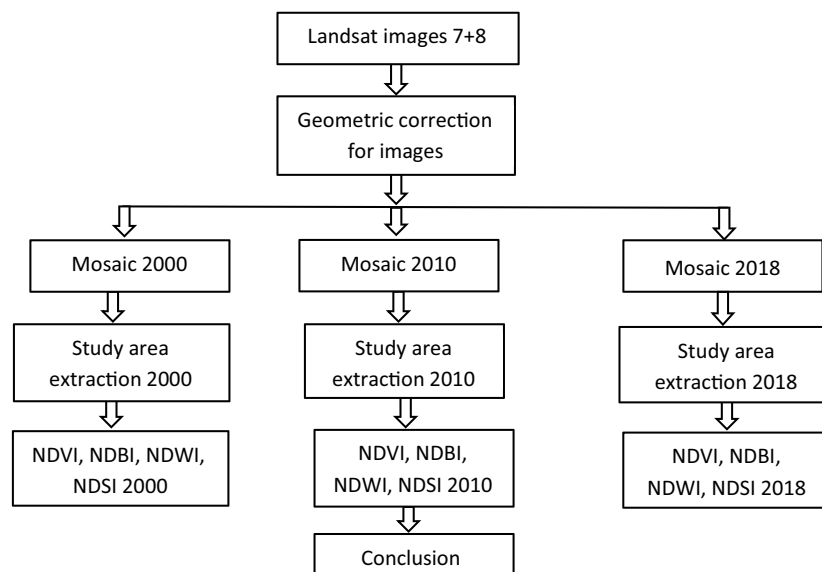 Landsat images 7+8
Geometric correction
for images
Mosaic 2000
Mosaic 2010
Mosaic 2018
Study area
extraction 2000
Study area
extraction 2010
Study area
extraction 2018
NDVI, NDBI, NDWI,
NDSI 2000
NDVI, NDBI,
NDWI, NDSI 2010
NDVI, NDBI,
NDWI, NDSI 2018
Conclusion